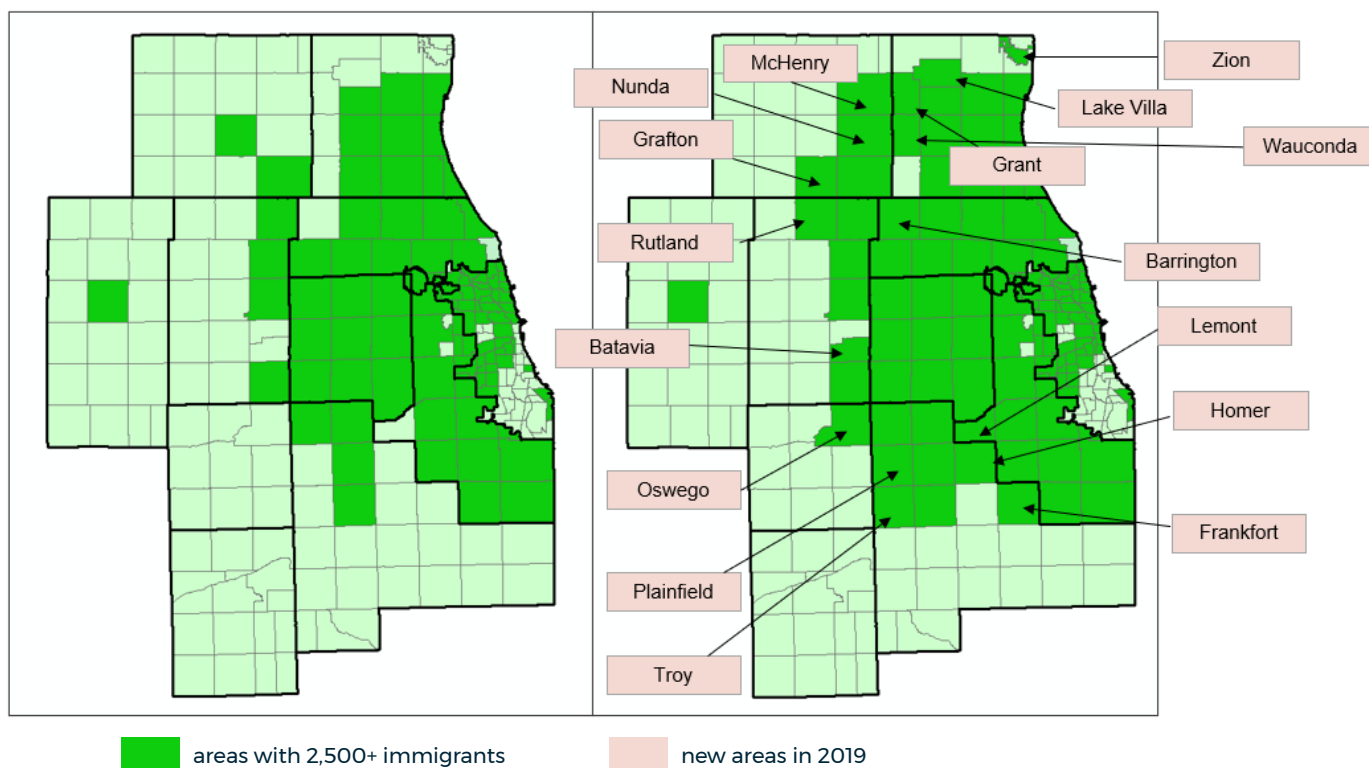 McHenry
Zion
Nunda
Lake Villa
Grafton
Wauconda
Grant
Rutland
Barrington
Lemont
Batavia
Homer
Oswego
Frankfort
Plainfield
Troy
areas with 2,500+ immigrants
new areas in 2019